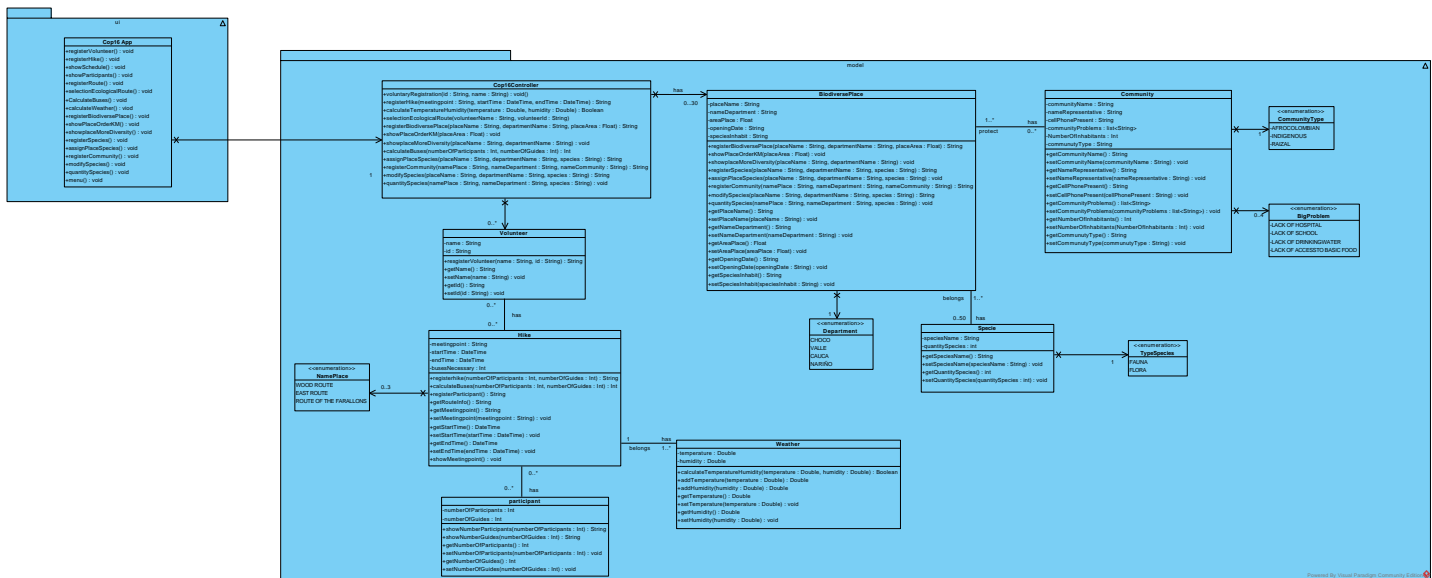 ui
Cop16 App
+registerVolunteer() : void
+registerHike() : void
+showSchedule() : void
+showParticipants() : void
+registerRoute() : void
+selectionEcologicalRoute() : void
+CalculateBuses() : void
+calculateWeather() : void
+registerBiodiversePlace() : void
+showPlaceOrderKM() : void
+showplaceMoreDiversity() : void
+registerSpecies() : void
+assignPlaceSpecies() : void
+registerCommunity() : void
+modifySpecies() : void
+quantitySpecies() : void
+menu() : void
model
Cop16Controller
+voluntaryRegistration(id : String, name : String) : void()
+registerHike(meetingpoint : String, startTime : DateTime, endTime : DateTime) : String
+calculateTemperatureHumidity(temperature : Double, humidity : Double) : Boolean
+selectionEcologicalRoute(volunteerName : String, volunteerId : String)
+registerBiodiversePlace(placeName : String, departmentName : String, placeArea : Float) : String
+showPlaceOrderKM(placeArea : Float) : void
+showplaceMoreDiversity(placeName : String, departmentName : String) : void
+calculateBuses(numberOfParticipants : Int, numberOfGuides : Int) : Int
+assignPlaceSpecies(placeName : String, departmentName : String, species : String) : String
+registerCommunity(namePlace : String, nameDepartment : String, nameCommunity : String) : String
+modifySpecies(placeName : String, departmentName : String, species : String) : String
+quantitySpecies(namePlace : String, nameDepartment : String, species : String) : void
1
has
0..30
0..*
Volunteer
-name : String
-id : String
+reegisterVolunteer(name : String, id : String) : String
+getName() : String
+setName(name : String) : void
+getId() : String
+setId(id : String) : void
0..*
has
0..*
Hike
-meetingpoint : String
-startTime : DateTime
-endTime : DateTime
-busesNecessary : Int
+registerhike(numberOfParticipants : Int, numberOfGuides : Int) : String
+calculateBuses(numberOfParticipants : Int, numberOfGuides : Int) : Int
+registerParticipant() : String
+getRouteInfo() : String
+getMeetingpoint() : String
+setMeetingpoint(meetingpoint : String) : void
+getStartTime() : DateTime
+setStartTime(startTime : DateTime) : void
+getEndTime() : DateTime
+setEndTime(endTime : DateTime) : void
+showMeetingpoint() : void
0..3
<<enumeration>>
NamePlace
WOOD ROUTE
EAST ROUTE
ROUTE OF THE FARALLONS
0..*
0..*
has
participant
-numberOfParticipants : Int
-numberOfGuides : Int
+showNumberParticipants(numberOfParticipants : Int) : String
+showNumberGuides(numberOfGuides : Int) : String
+getNumberOfParticipants() : Int
+setNumberOfParticipants(numberOfParticipants : Int) : void
+getNumberOfGuides() : Int
+setNumberOfGuides(numberOfGuides : Int) : void
1
has
belongs
1..*
Weather
-temperature : Double
-humidity : Double
+calculateTemperatureHumidity(temperature : Double, humidity : Double) : Boolean
+addTemperature(temperature : Double) : Double
+addHumidity(humidity : Double) : Double
+getTemperature() : Double
+setTemperature(temperature : Double) : void
+getHumidity() : Double
+setHumidity(humidity : Double) : void
BiodiversePlace
-placeName : String
-nameDepartment : String
-areaPlace : Float
-openingDate : String
-speciesInhabit : String
+registerBiodiversePlace(placeName : String, departmentName : String, placeArea : Float) : String
+showPlaceOrderKM(placeArea : Float) : void
+showplaceMoreDiversity(placeName : String, departmentName : String) : void
+registerSpecies(placeName : String, departmentName : String, species : String) : String
+assignPlaceSpecies(placeName : String, departmentName : String, species : String) : void
+registerCommunity(namePlace : String, nameDepartment : String, nameCommunity : String) : String
+modifySpecies(placeName : String, departmentName : String, species : String) : String
+quantitySpecies(namePlace : String, nameDepartment : String, species : String) : void
+getPlaceName() : String
+setPlaceName(placeName : String) : void
+getNameDepartment() : String
+setNameDepartment(nameDepartment : String) : void
+getAreaPlace() : Float
+setAreaPlace(areaPlace : Float) : void
+getOpeningDate() : String
+setOpeningDate(openingDate : String) : void
+getSpeciesInhabit() : String
+setSpeciesInhabit(speciesInhabit : String) : void
1..*
has
protect
0..*
1
<<enumeration>>
Department
CHOCO
VALLE
CAUCA
NARIÑO
belongs
1..*
0..50
has
Specie
-speciesName : String
-quantitySpecies : int
+getSpeciesName() : String
+setSpeciesName(speciesName : String) : void
+getQuantitySpecies() : int
+setQuantitySpecies(quantitySpecies : int) : void
1
<<enumeration>>
TypeSpecies
FAUNA
FLORA
Community
-communityName : String
-nameRepresentative : String
-cellPhonePresent : String
-communityProblems : list<String>
-NumberOfInhabitants : Int
-communutyType : String
+getCommunityName() : String
+setCommunityName(communityName : String) : void
+getNameRepresentative() : String
+setNameRepresentative(nameRepresentative : String) : void
+getCellPhonePresent() : String
+setCellPhonePresent(cellPhonePresent : String) : void
+getCommunityProblems() : list<String>
+setCommunityProblems(communityProblems : list<String>) : void
+getNumberOfInhabitants() : Int
+setNumberOfInhabitants(NumberOfInhabitants : Int) : void
+getCommunutyType() : String
+setCommunutyType(communutyType : String) : void
1
<<enumeration>>
CommunityType
-AFROCOLOMBIAN
-INDIGENOUS
-RAIZAL
0..4
<<enumeration>>
BigProblem
-LACK OF HOSPITAL
-LACK OF SCHOOL
-LACK OF DRINKINGWATER
-LACK OF ACCESSTO BASIC FOOD
Powered By Visual Paradigm Community Edition